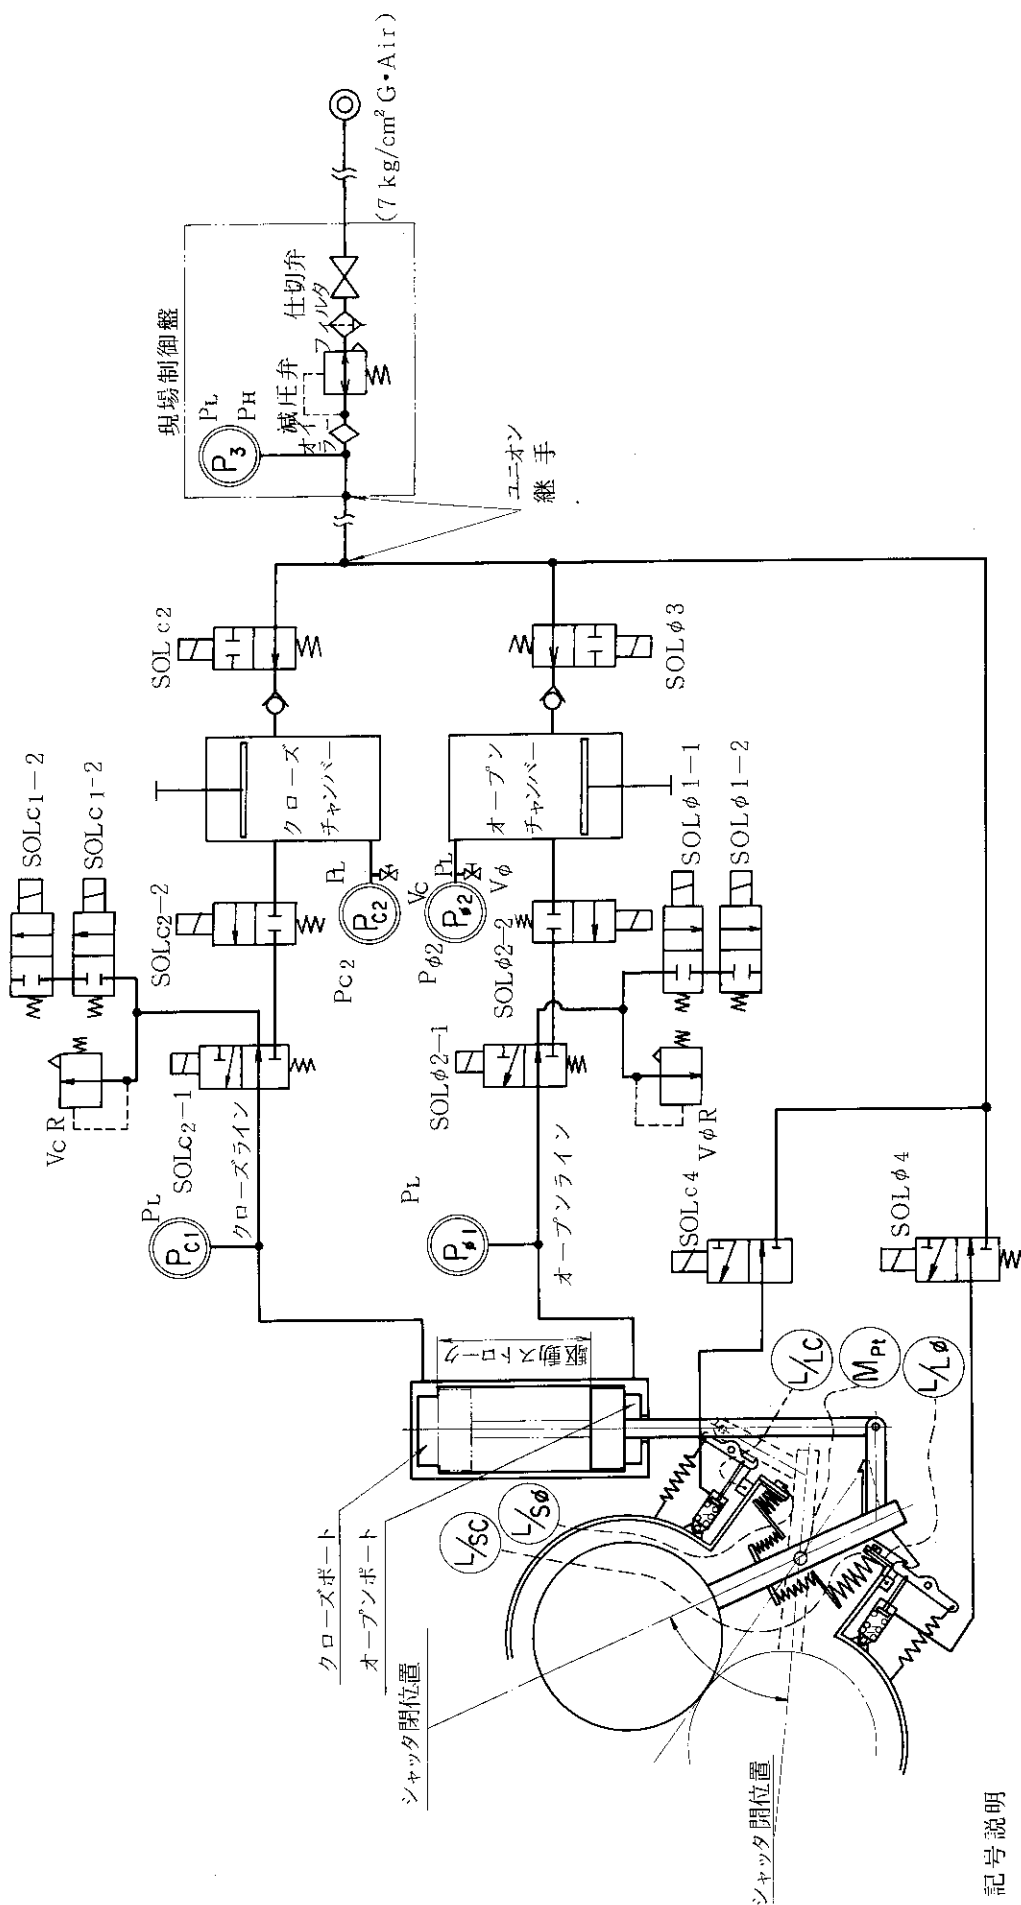 (7 kg/cm² G・Air)
現場制御盤
仕切弁
フィルタ
減圧弁
オイラー
PL
PH
P3
ユニオン
継手
SOL c2
SOL φ3
クローズ
チャンバー
オープン
チャンバー
SOLc1-2
SOLc1-2
SOLc2-2
PL
PC2
Pc2
Vc
PL
Pφ2
Pφ2
Vφ
SOLφ2-2
SOLφ1-1
SOLφ1-2
Vc R
SOLc2-1
SOLφ2-1
VφR
PL
PC1
クローズライン
PL
Pφ1
オープンライン
SOLc4
SOLφ4
駆動ストローク
L/LC
MPt
L/Lφ
L/SC
L/Sφ
クローズポート
オープンポート
シャッタ閉位置
シャッタ開位置
記号説明